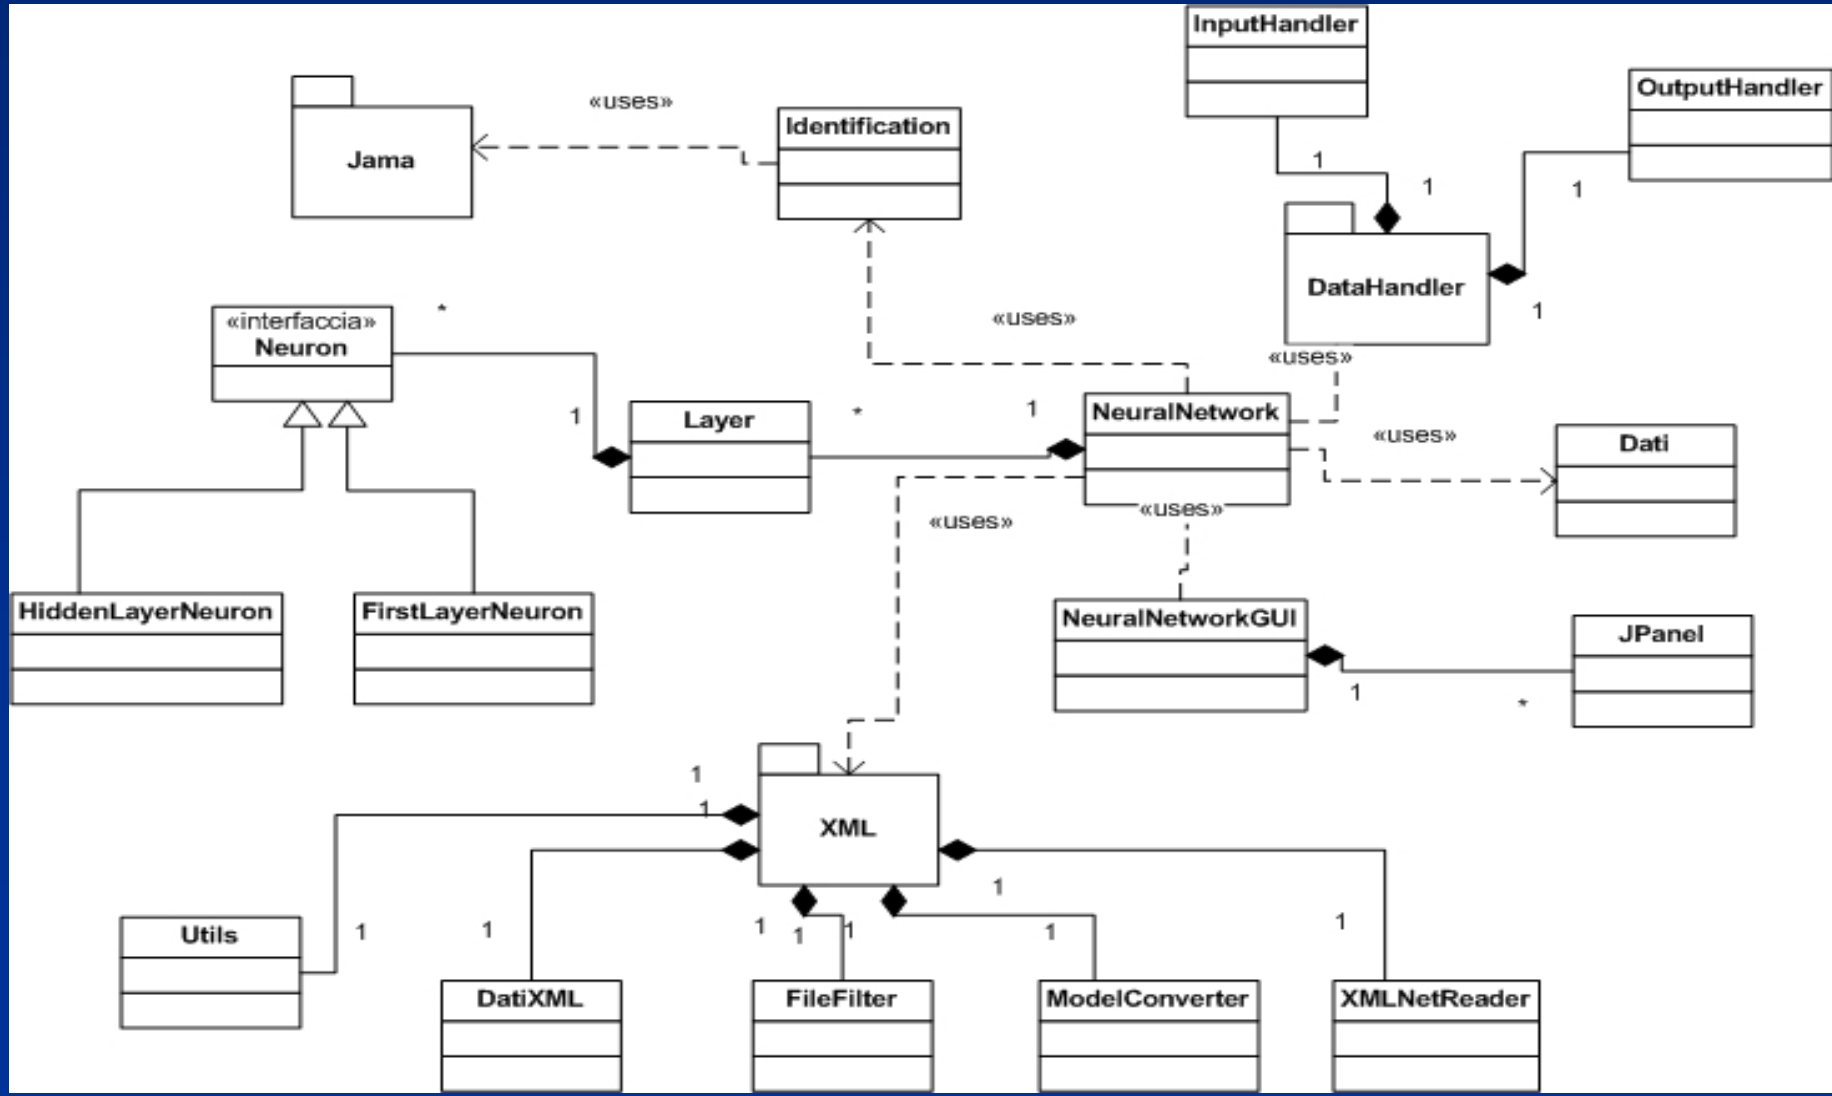 InputHandler
OutputHandler
«uses»
Identification
Jama
1
1
1
DataHandler
1
«interfaccia»
Neuron
*
«uses»
«uses»
1
Layer
*
1
NeuralNetwork
«uses»
Dati
«uses»
«uses»
HiddenLayerNeuron
FirstLayerNeuron
NeuralNetworkGUI
JPanel
1
*
1
1
XML
1
Utils
1
1
1
1
1
1
1
DatiXML
FileFilter
ModelConverter
XMLNetReader